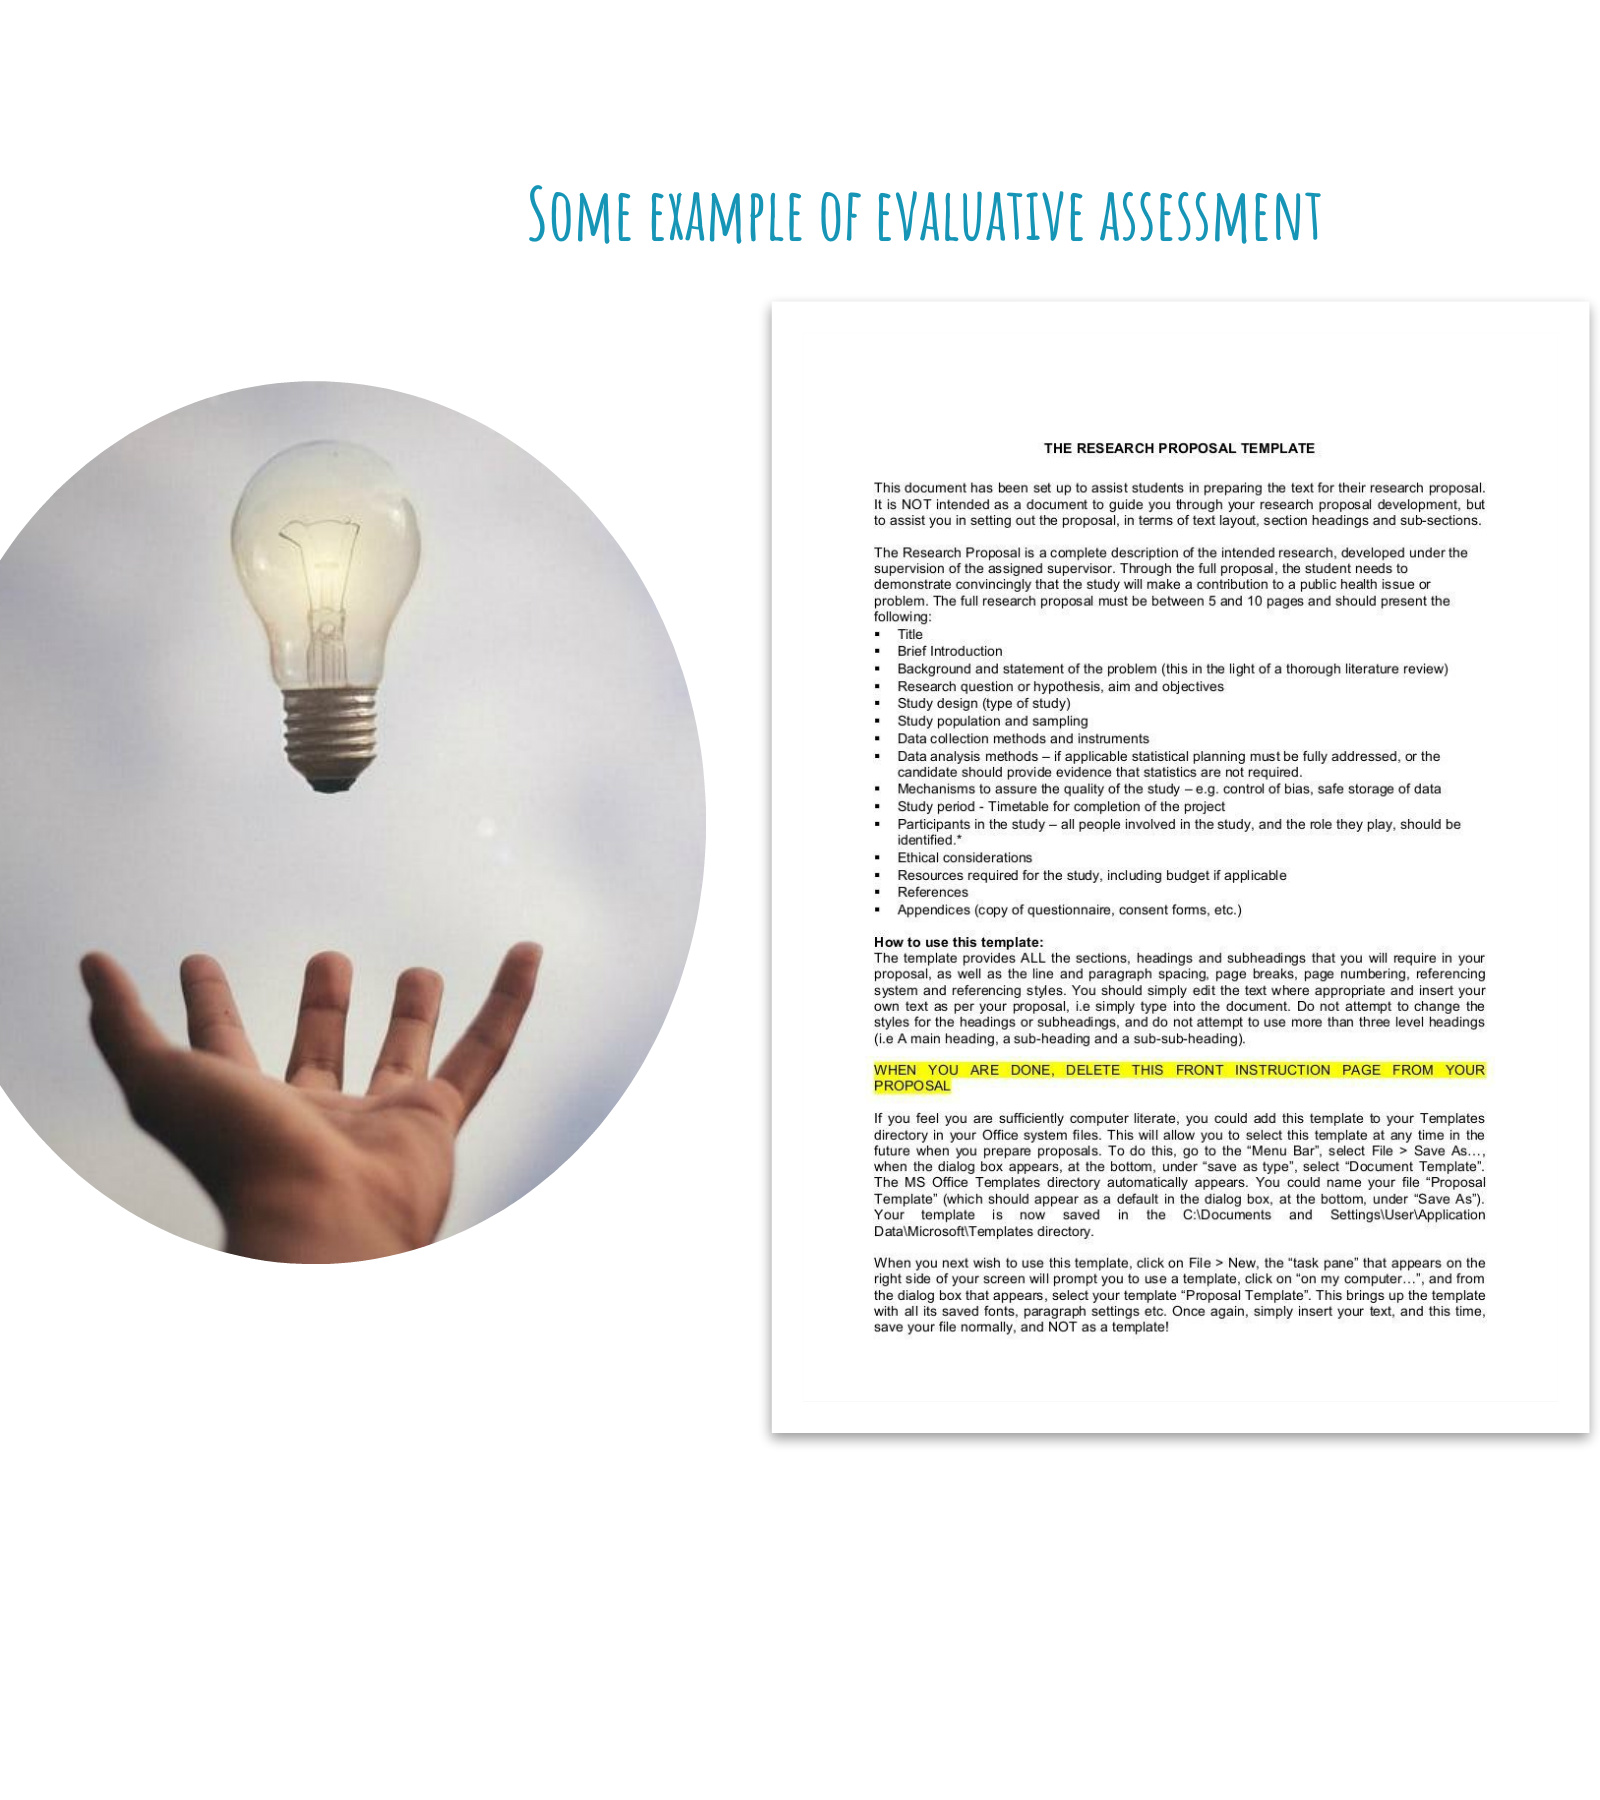 Some example of evaluative assessment
THE RESEARCH PROPOSAL TEMPLATE
This document has been set up to assist students in preparing the text for their research proposal.
It is NOT intended as a document to guide you through your research proposal development, but
to assist you in setting out the proposal, in terms of text layout, section headings and sub-sections.
The Research Proposal is a complete description of the intended research, developed under the
supervision of the assigned supervisor. Through the full proposal, the student needs to
demonstrate convincingly that the study will make a contribution to a public health issue or
problem. The full research proposal must be between 5 and 10 pages and should present the
following:
▪ Title
▪ Brief Introduction
▪ Background and statement of the problem (this in the light of a thorough literature review)
▪ Research question or hypothesis, aim and objectives
▪ Study design (type of study)
▪ Study population and sampling
▪ Data collection methods and instruments
▪ Data analysis methods – if applicable statistical planning must be fully addressed, or the
candidate should provide evidence that statistics are not required.
▪ Mechanisms to assure the quality of the study – e.g. control of bias, safe storage of data
▪ Study period - Timetable for completion of the project
▪ Participants in the study – all people involved in the study, and the role they play, should be
identified.*
▪ Ethical considerations
▪ Resources required for the study, including budget if applicable
▪ References
▪ Appendices (copy of questionnaire, consent forms, etc.)
How to use this template:
The template provides ALL the sections, headings and subheadings that you will require in your
proposal, as well as the line and paragraph spacing, page breaks, page numbering, referencing
system and referencing styles. You should simply edit the text where appropriate and insert your
own text as per your proposal, i.e simply type into the document. Do not attempt to change the
styles for the headings or subheadings, and do not attempt to use more than three level headings
(i.e A main heading, a sub-heading and a sub-sub-heading).
WHEN YOU ARE DONE, DELETE THIS FRONT INSTRUCTION PAGE FROM YOUR
PROPOSAL
If you feel you are sufficiently computer literate, you could add this template to your Templates
directory in your Office system files. This will allow you to select this template at any time in the
future when you prepare proposals. To do this, go to the “Menu Bar”, select File > Save As…,
when the dialog box appears, at the bottom, under “save as type”, select “Document Template”.
The MS Office Templates directory automatically appears. You could name your file “Proposal
Template” (which should appear as a default in the dialog box, at the bottom, under “Save As”).
Your template is now saved in the C:\Documents and Settings\User\Application
Data\Microsoft\Templates directory.
When you next wish to use this template, click on File > New, the “task pane” that appears on the
right side of your screen will prompt you to use a template, click on “on my computer…”, and from
the dialog box that appears, select your template “Proposal Template”. This brings up the template
with all its saved fonts, paragraph settings etc. Once again, simply insert your text, and this time,
save your file normally, and NOT as a template!